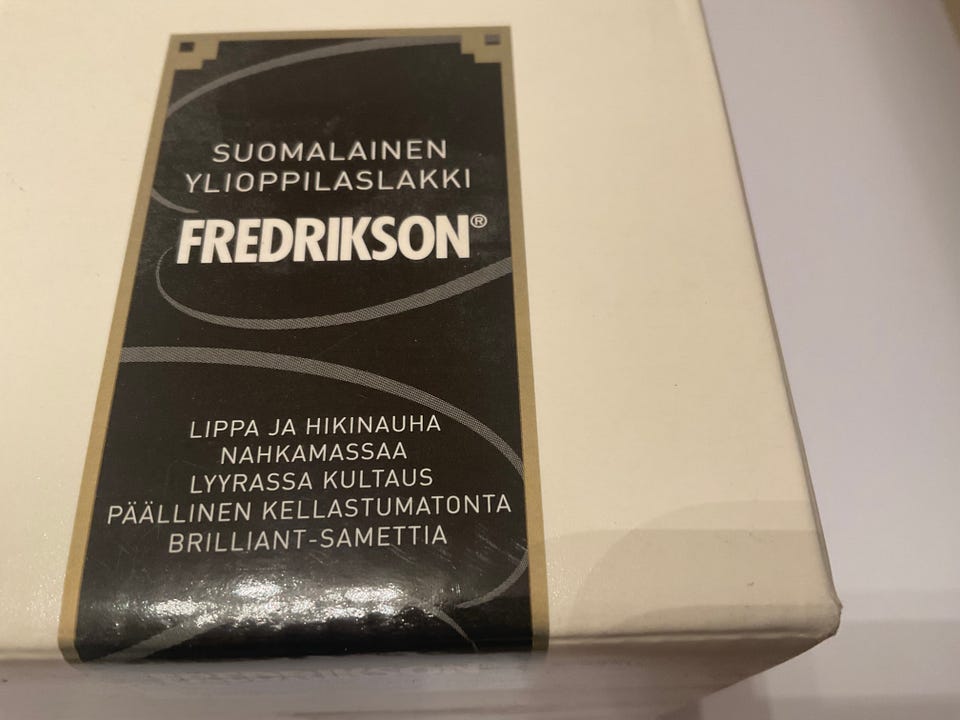 SUOMALAINEN
YLIOPPILASLAKKI
FREDRIKSON®
LIPPA JA HIKINAUHA
NAHKAMASSAA
LYYRASSA KULTAUS
PÄÄLLINEN KELLASTUMATONTA
BRILLIANT-SAMETTIA